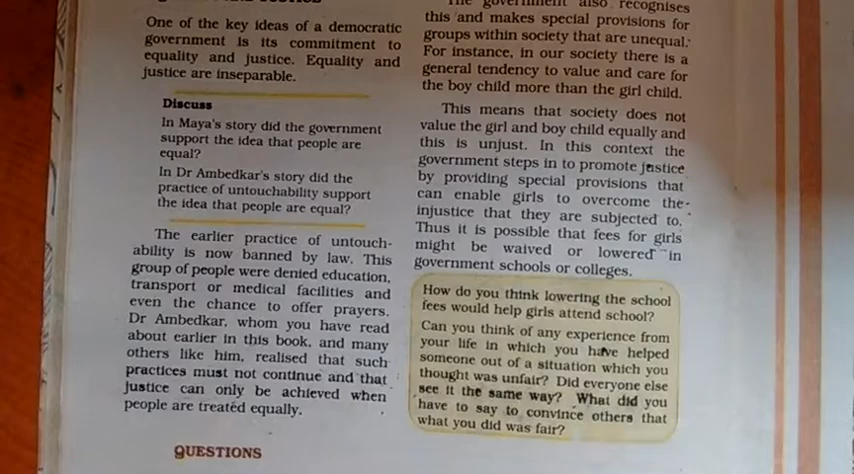 One of the key ideas of a democratic
government is its commitment to
equality and justice. Equality and
justice are inseparable.
Discuss
In Maya's story did the government
support the idea that people are
equal?
In Dr Ambedkar's story did the
practice of untouchability support
the idea that people are equal?
The earlier practice of untouch-
ability is now banned by law. This
group of people were denied education,
transport or medical facilities and
even the chance to offer prayers.
Dr Ambedkar, whom you have read
about earlier in this book, and many
others like him, realised that such
practices must not continue and that
justice can only be achieved when
people are treated equally.
QUESTIONS
The government also recognises
this and makes special provisions for
groups within society that are unequal.
For instance, in our society there is a
general tendency to value and care for
the boy child more than the girl child.
This means that society does not
value the girl and boy child equally and
this is unjust. In this context the
government steps in to promote justice
by providing special provisions that
can enable girls to overcome the
injustice that they are subjected to.
Thus it is possible that fees for girls
might be waived or lowered in
government schools or colleges.
How do you think lowering the school
fees would help girls attend school?
Can you think of any experience from
your life in which you have helped
someone out of a situation which you
thought was unfair? Did everyone else
see it the same way? What did you
have to say to convince others that
what you did was fair?